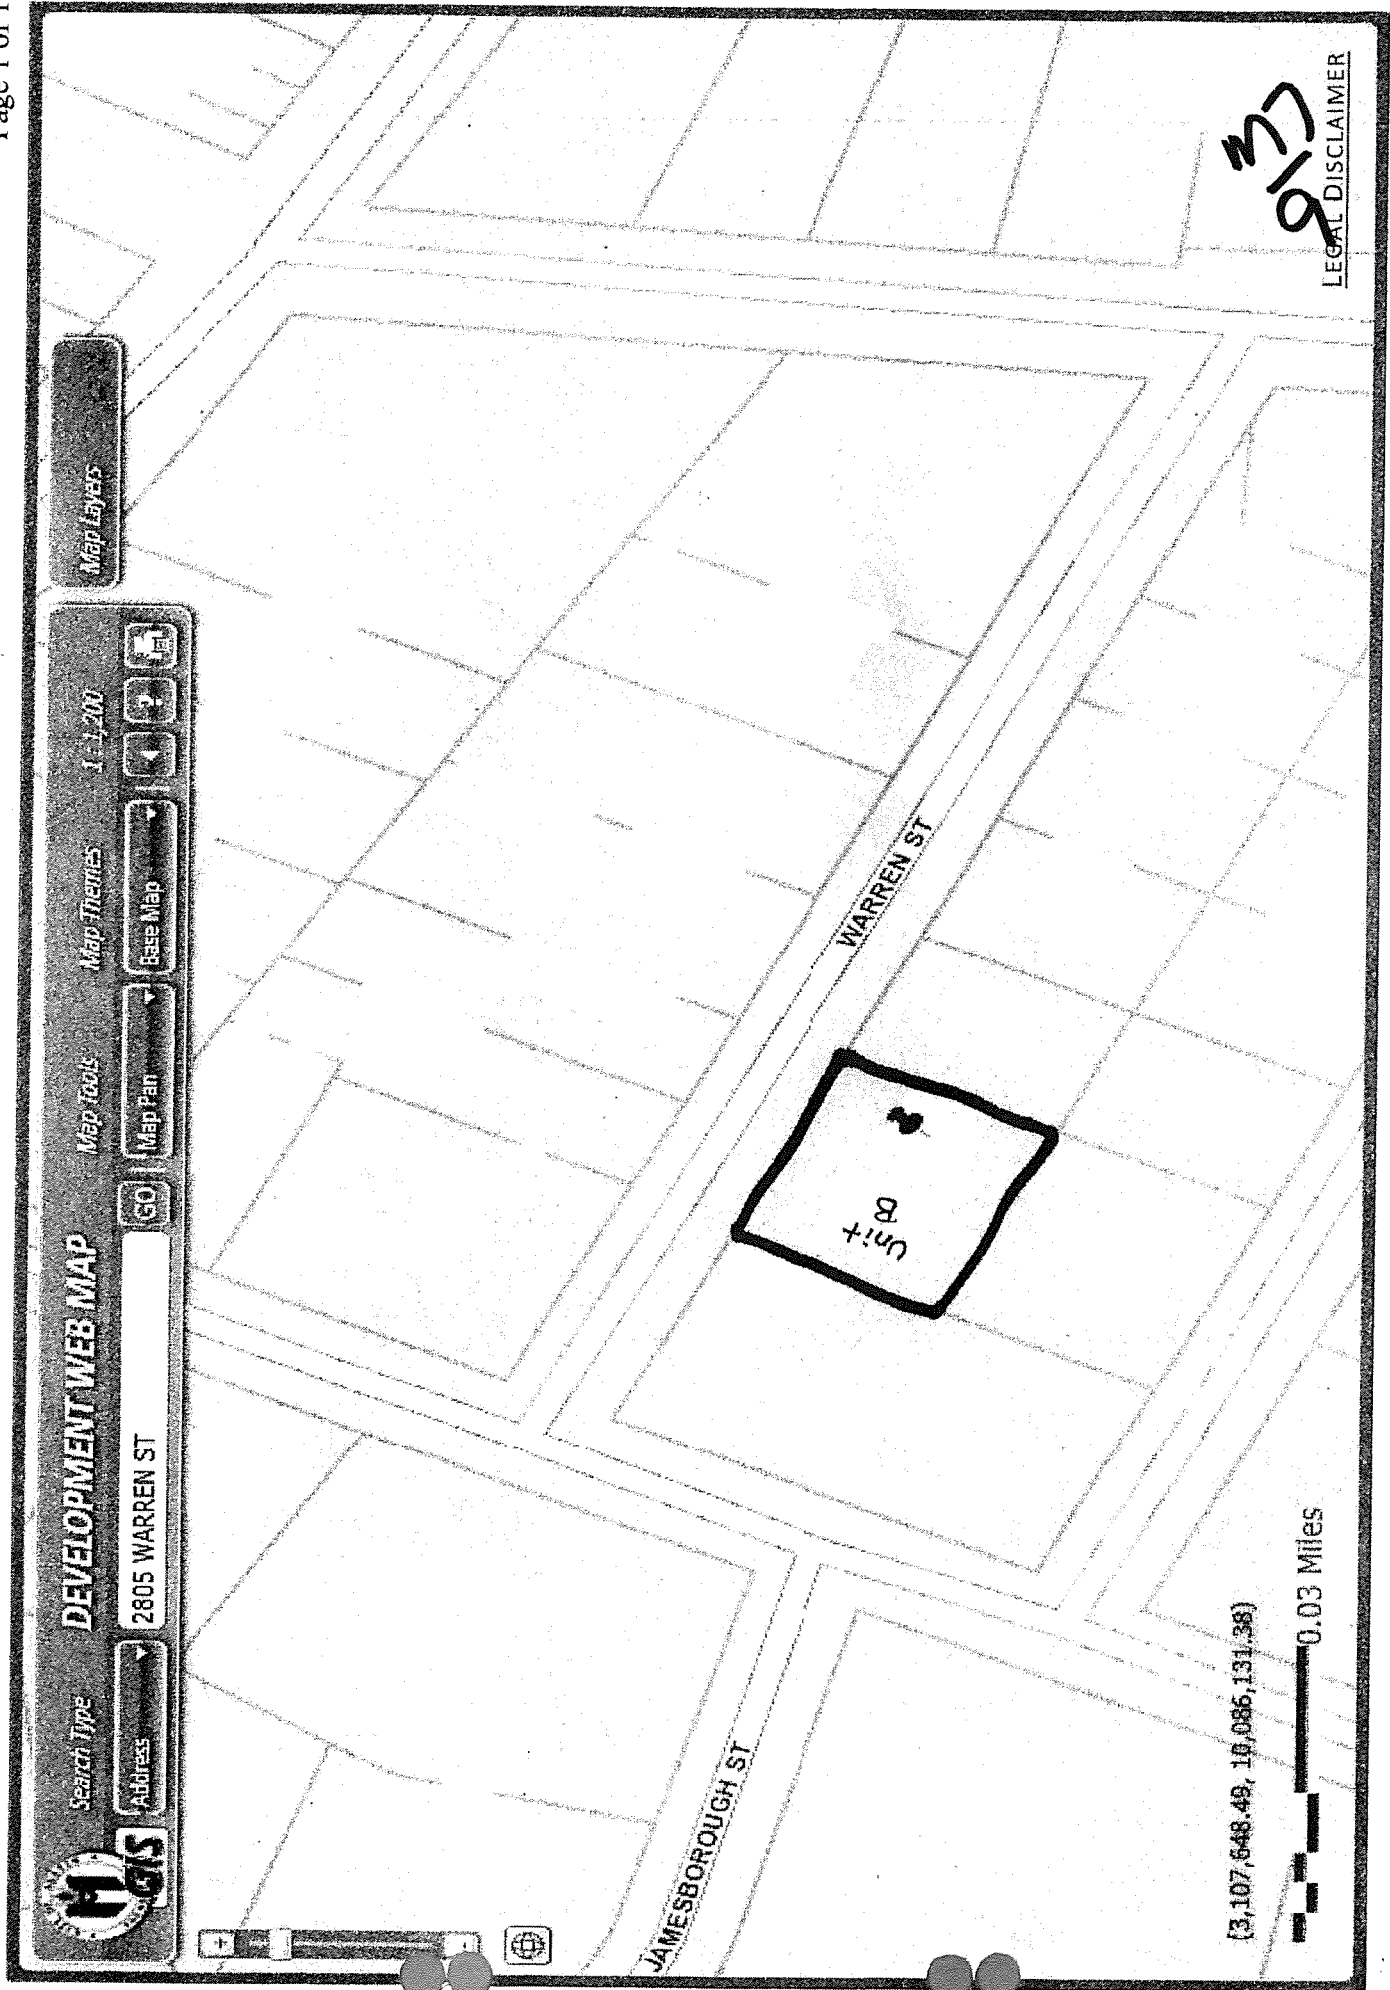 Page 1 of 1
DEVELOPMENT WEB MAP
Search Type
Map Tools
Map Themes
1 : 1,200
Map Layers
GIS
Address
2805 WARREN ST
GO
Map Pan
Base Map
?
+
-
JAMESBOROUGH ST
WARREN ST
Unit
B
(3,107,648.49, 10,086,131.38)
0.03 Miles
LEGAL DISCLAIMER